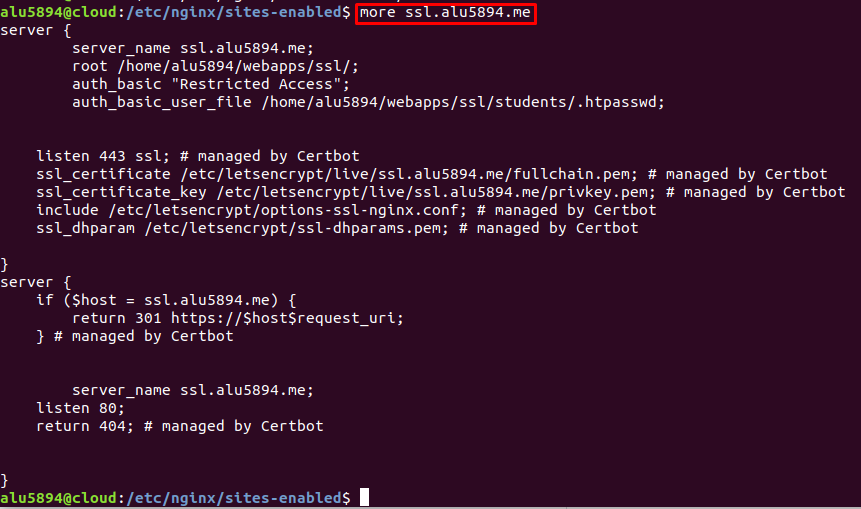 alu5894@cloud:/etc/nginx/sites-enabled$ more ssl.alu5894.me
server {
        server_name ssl.alu5894.me;
        root /home/alu5894/webapps/ssl/;
        auth_basic "Restricted Access";
        auth_basic_user_file /home/alu5894/webapps/ssl/students/.htpasswd;
    listen 443 ssl; # managed by Certbot
    ssl_certificate /etc/letsencrypt/live/ssl.alu5894.me/fullchain.pem; # managed by Certbot
    ssl_certificate_key /etc/letsencrypt/live/ssl.alu5894.me/privkey.pem; # managed by Certbot
    include /etc/letsencrypt/options-ssl-nginx.conf; # managed by Certbot
    ssl_dhparam /etc/letsencrypt/ssl-dhparams.pem; # managed by Certbot
}
server {
    if ($host = ssl.alu5894.me) {
        return 301 https://$host$request_uri;
    } # managed by Certbot
        server_name ssl.alu5894.me;
    listen 80;
    return 404; # managed by Certbot
}
alu5894@cloud:/etc/nginx/sites-enabled$